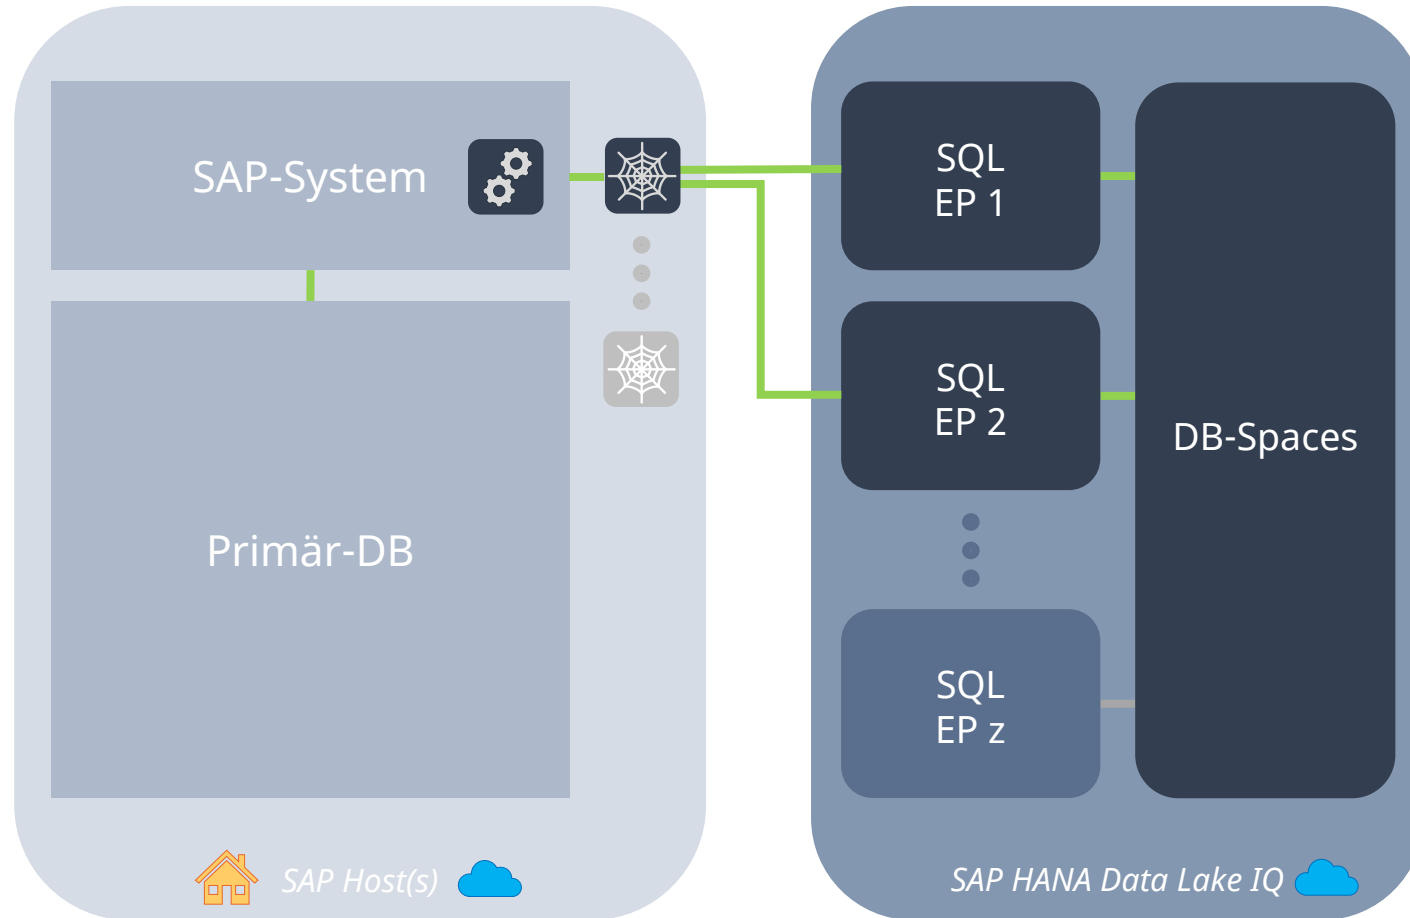 SAP-System
Primär-DB
SAP Host(s)
SQL
EP 1
SQL
EP 2
SQL
EP z
DB-Spaces
SAP HANA Data Lake IQ